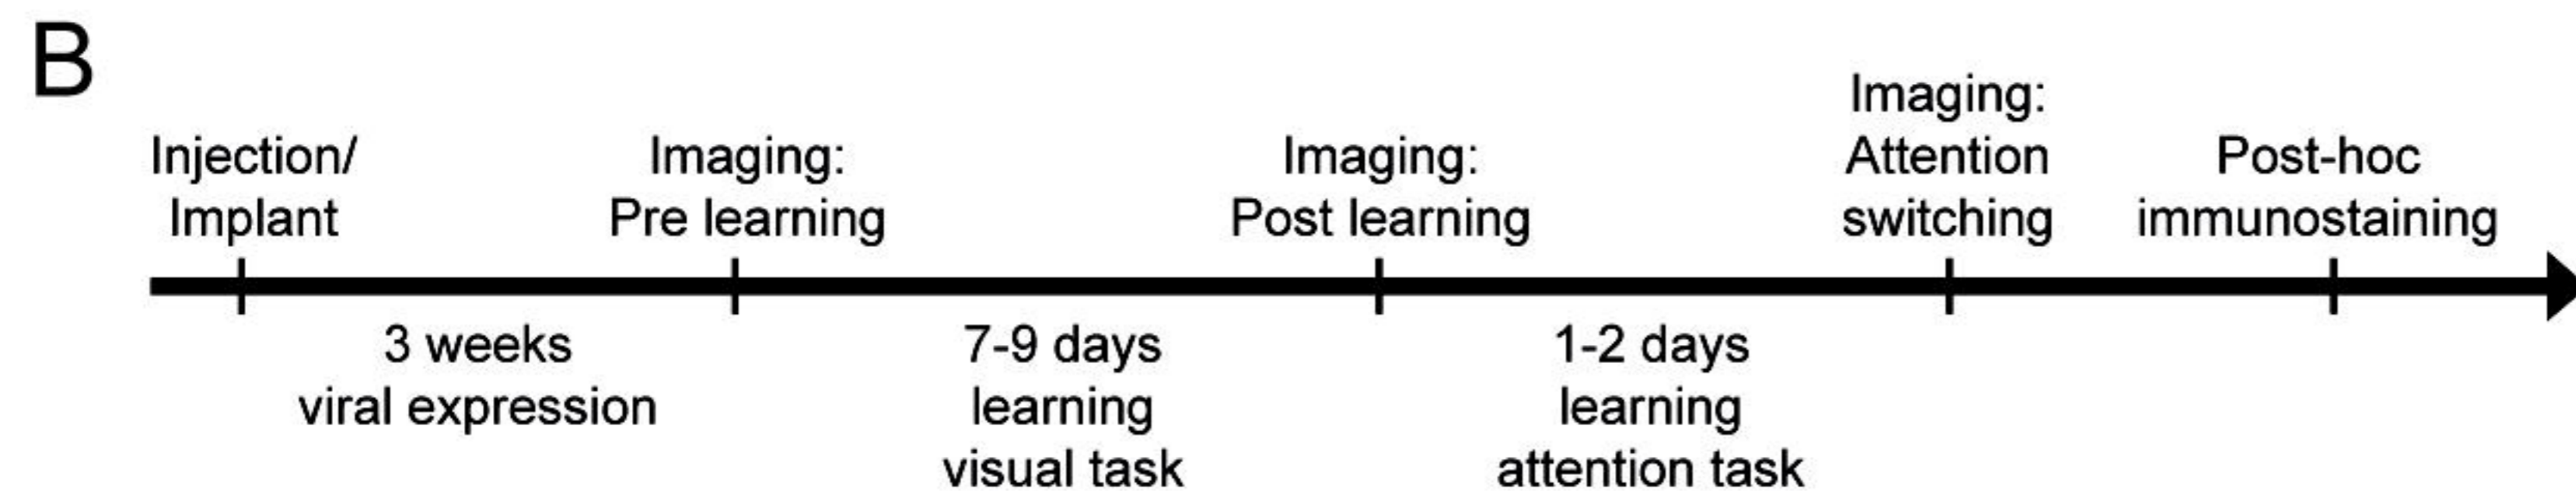 B
Injection/
Implant
Imaging:
Pre learning
Imaging:
Post learning
Imaging:
Attention
switching
Post-hoc
immunostaining
3 weeks
viral expression
7-9 days
learning
visual task
1-2 days
learning
attention task